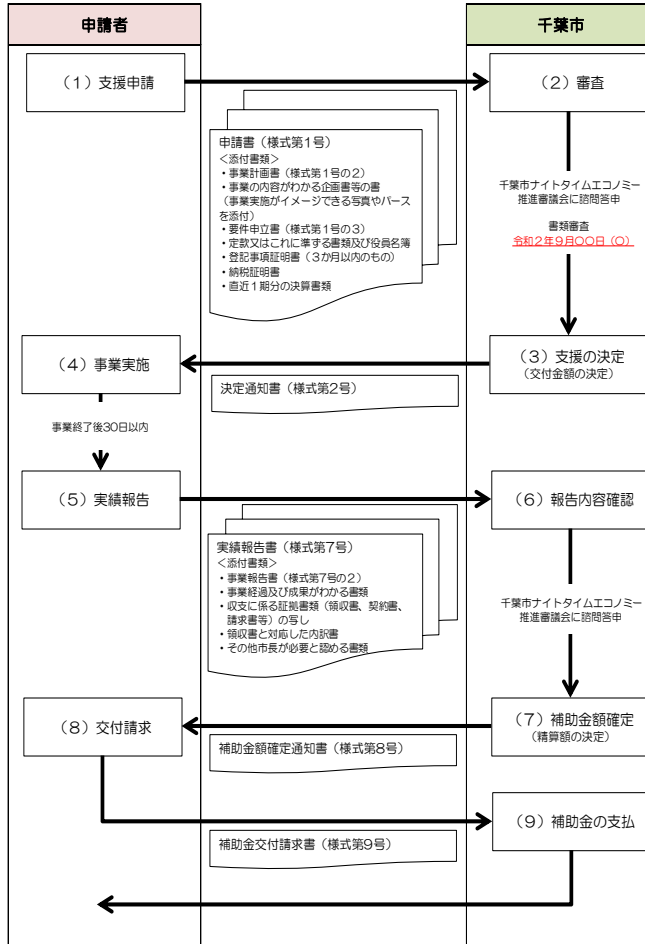 申請者
千葉市
（1）支援申請
（2）審査
申請書（様式第1号）
＜添付書類＞
・事業計画書（様式第1号の2）
・事業の内容がわかる企画書等の書
（事業実施がイメージできる写真やパース
を添付）
・要件申立書（様式第1号の3）
・定款又はこれに準ずる書類及び役員名簿
・登記事項証明書（3か月以内のもの）
・納税証明書
・直近1期分の決算書類
千葉市ナイトタイムエコノミー
推進審議会に諮問答申
書類審査
令和2年9月〇〇日（〇）
（4）事業実施
（3）支援の決定
（交付金額の決定）
決定通知書（様式第2号）
事業終了後30日以内
（5）実績報告
（6）報告内容確認
実績報告書（様式第7号）
＜添付書類＞
・事業報告書（様式第7号の2）
・事業経過及び成果がわかる書類
・収支に係る証拠書類（領収書、契約書、
請求書等）の写し
・領収書と対応した内訳書
・その他市長が必要と認める書類
千葉市ナイトタイムエコノミー
推進審議会に諮問答申
（8）交付請求
（7）補助金額確定
（精算額の決定）
補助金額確定通知書（様式第8号）
（9）補助金の支払
補助金交付請求書（様式第9号）